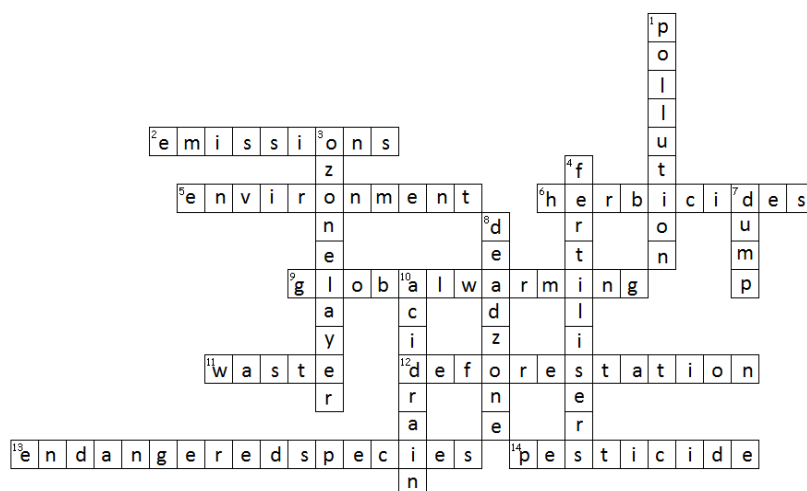 1 pollution
2 emissions
3 ozonelayer
4 fertilisers
5 environment
6 herbicides
7 dump
8 deadzone
9 globalwarming
10 acidrain
11 waste
12 deforestation
13 endangeredspecies
14 pesticide